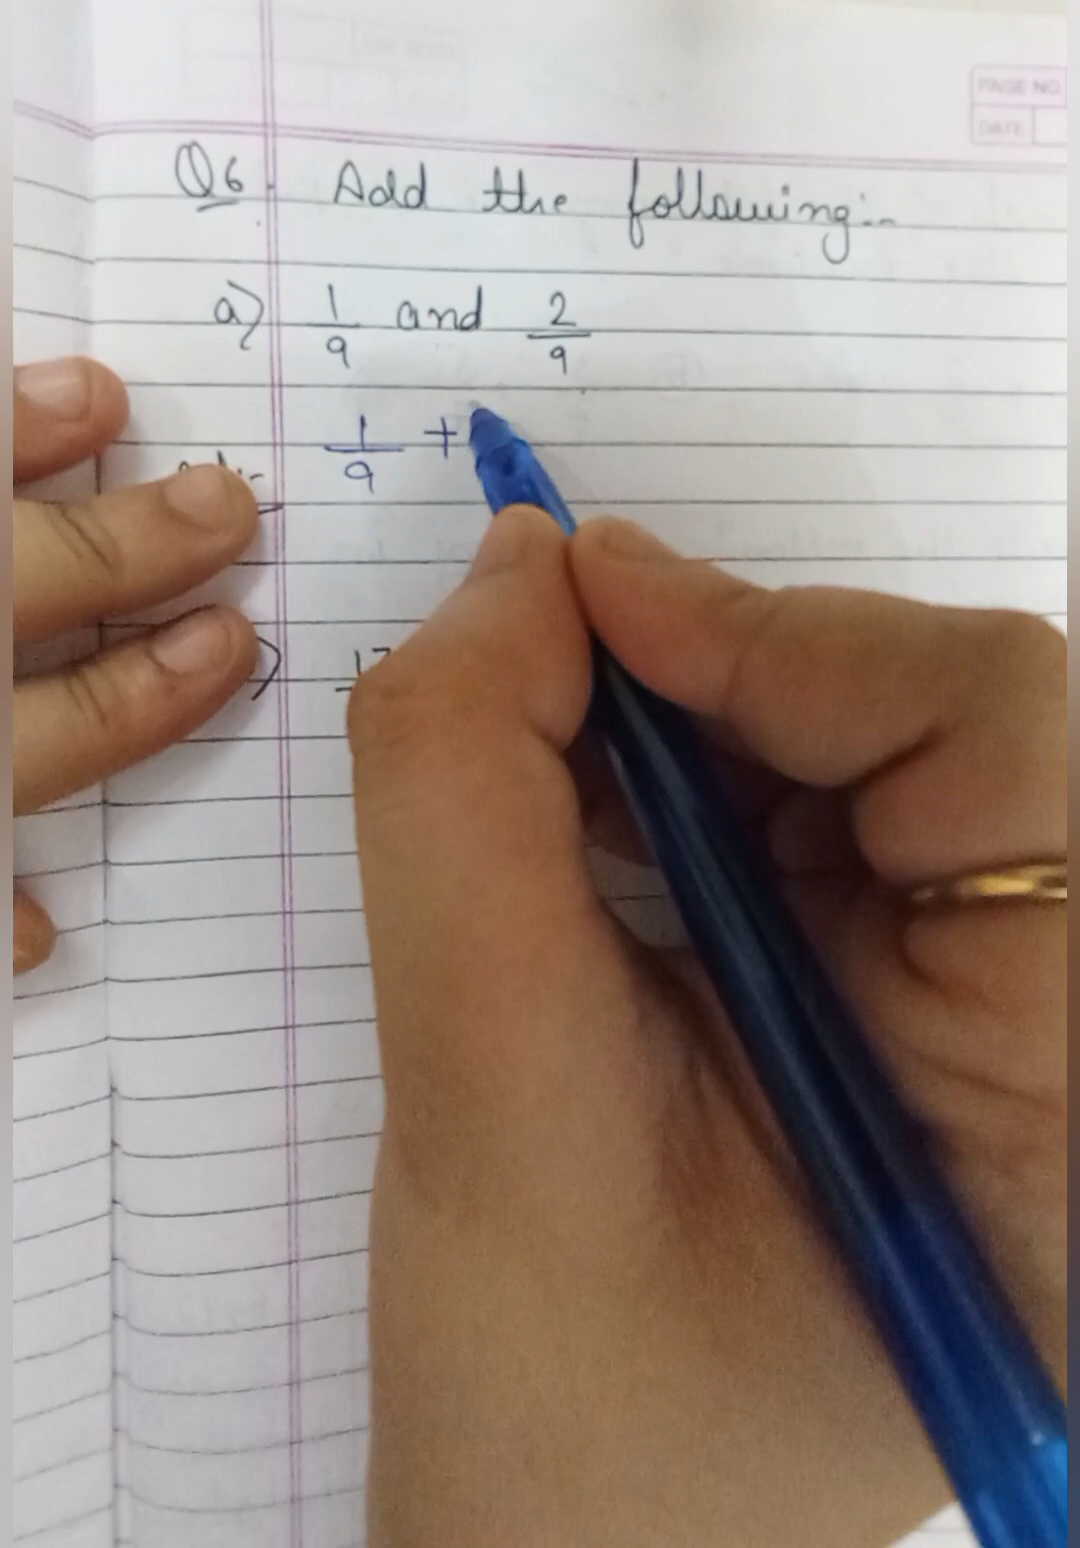 PAGE NO.
DATE
Q6. Add the following:-
a) 1/9 and 2/9
1/9 +
)